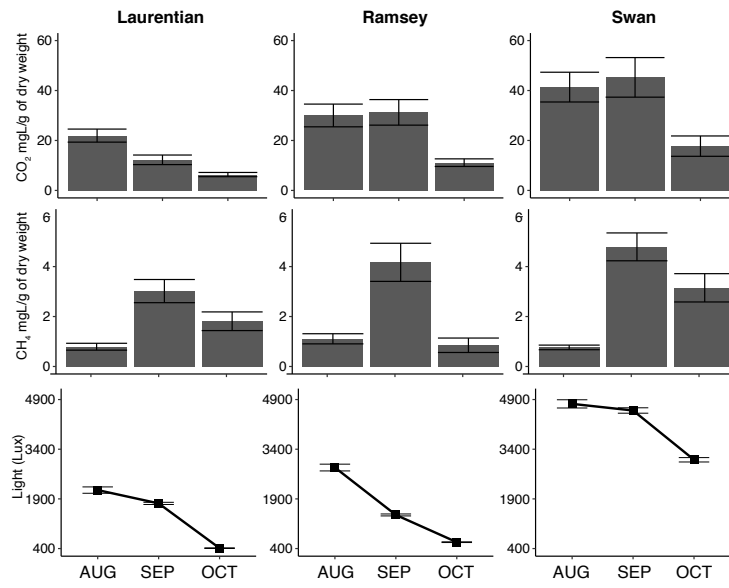 Laurentian Ramsey Swan
CO₂ mgL/g of dry weight
60 60 60
40 40 40
20 20 20
0 0 0
CH₄ mgL/g of dry weight
6 6 6
4 4 4
2 2 2
0 0 0
Light (Lux)
4900 4900 4900
3400 3400 3400
1900 1900 1900
400 400 400
AUG SEP OCT AUG SEP OCT AUG SEP OCT